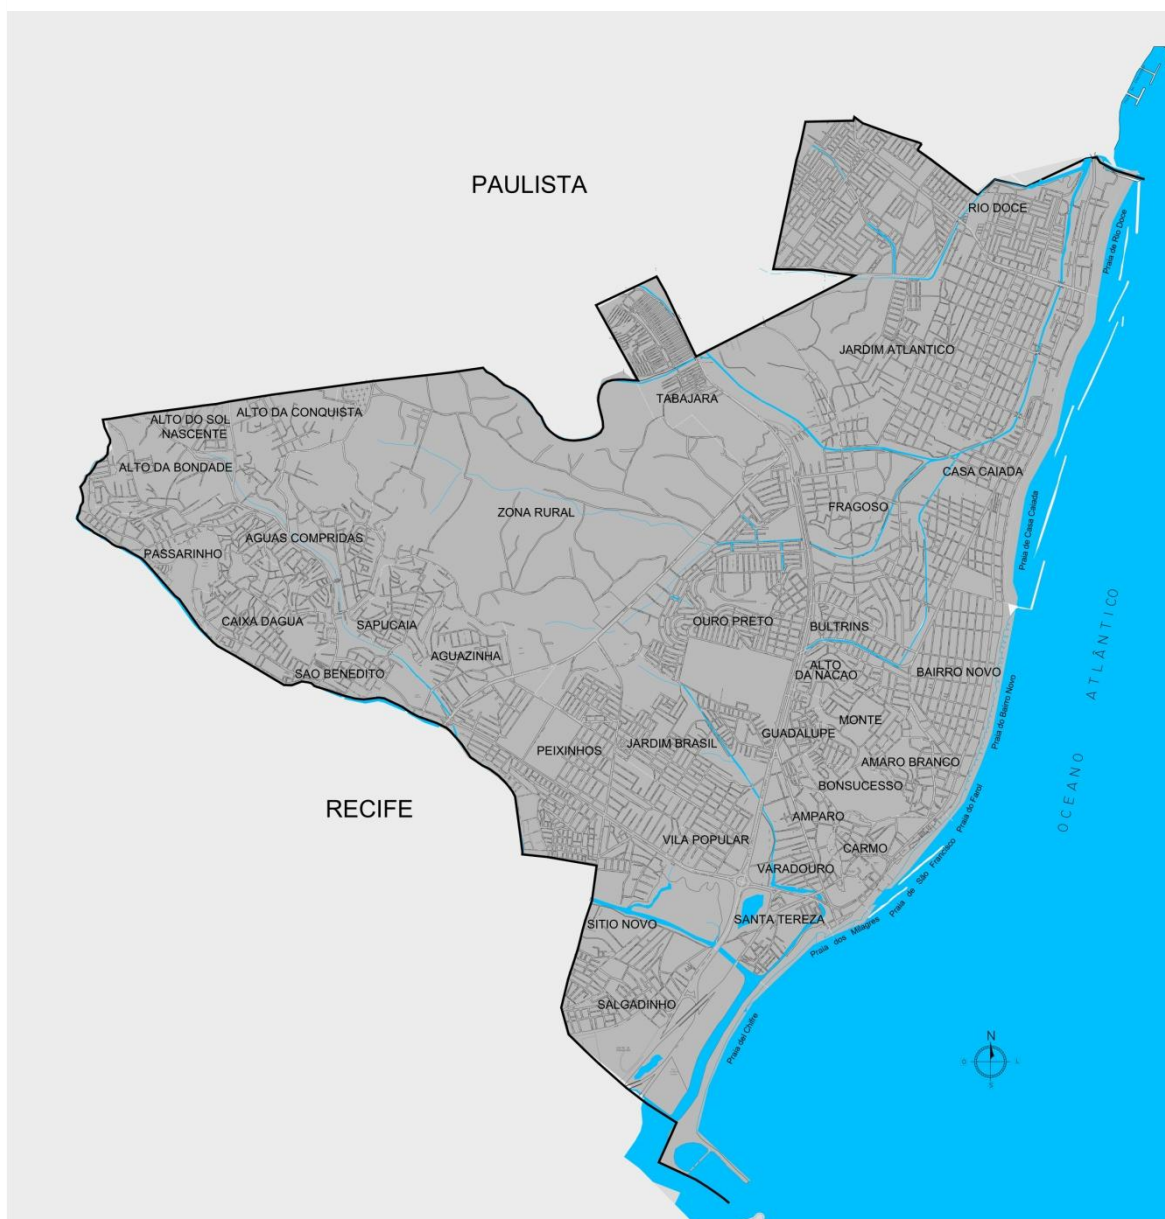 PAULISTA
RIO DOCE
Praia de Rio Doce
JARDIM ATLANTICO
TABAJARA
ALTO DA CONQUISTA
ALTO DO SOL
NASCENTE
ALTO DA BONDADE
CASA CAIADA
FRAGOSO
ZONA RURAL
Praia de Casa Caiada
AGUAS COMPRIDAS
PASSARINHO
CAIXA DAGUA
SAPUCAIA
OURO PRETO
BULTRINS
AGUAZINHA
SAO BENEDITO
ALTO
DA NACAO
BAIRRO NOVO
OCEANO ATLÂNTICO
Praia do Bairro Novo
MONTE
GUADALUPE
JARDIM BRASIL
PEIXINHOS
AMARO BRANCO
BONSUCESSO
RECIFE
AMPARO
Praia do Farol
VILA POPULAR
CARMO
VARADOURO
Praia de São Francisco
SANTA TEREZA
SITIO NOVO
Praia dos Milagres
SALGADINHO
Praia del Chifre
N
O
L
S